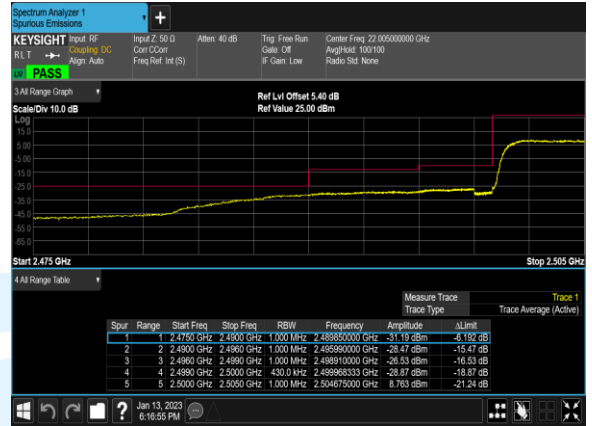 Spectrum Analyzer 1
Spurious Emissions
+
KEYSIGHT Input: RF Input Z: 50 Ω Atten: 40 dB Trig: Free Run Center Freq: 22.005000000 GHz
RLT Coupling: DC Corr CCorr Gate: Off Avg|Hold: 100/100
Align: Auto Freq Ref: Int (S) IF Gain: Low Radio Std: None
PASS
3 All Range Graph
Ref Lvl Offset 5.40 dB
Scale/Div 10.0 dB Ref Value 25.00 dBm
Log
15.0
5.00
-5.00
-15.0
-25.0
-35.0
-45.0
-55.0
-65.0
Start 2.475 GHz Stop 2.505 GHz
4 All Range Table
Measure Trace Trace 1
Trace Type Trace Average (Active)
Spur Range Start Freq Stop Freq RBW Frequency Amplitude ΔLimit
1 1 2.4750 GHz 2.4900 GHz 1.000 MHz 2.489850000 GHz -31.19 dBm -6.192 dB
2 2 2.4900 GHz 2.4960 GHz 1.000 MHz 2.495990000 GHz -28.47 dBm -15.47 dB
3 3 2.4960 GHz 2.4990 GHz 1.000 MHz 2.498910000 GHz -26.53 dBm -16.53 dB
4 4 2.4990 GHz 2.5000 GHz 430.0 kHz 2.499968333 GHz -28.87 dBm -18.87 dB
5 5 2.5000 GHz 2.5050 GHz 1.000 MHz 2.504675000 GHz 8.763 dBm -21.24 dB
?
Jan 13, 2023
6:16:55 PM